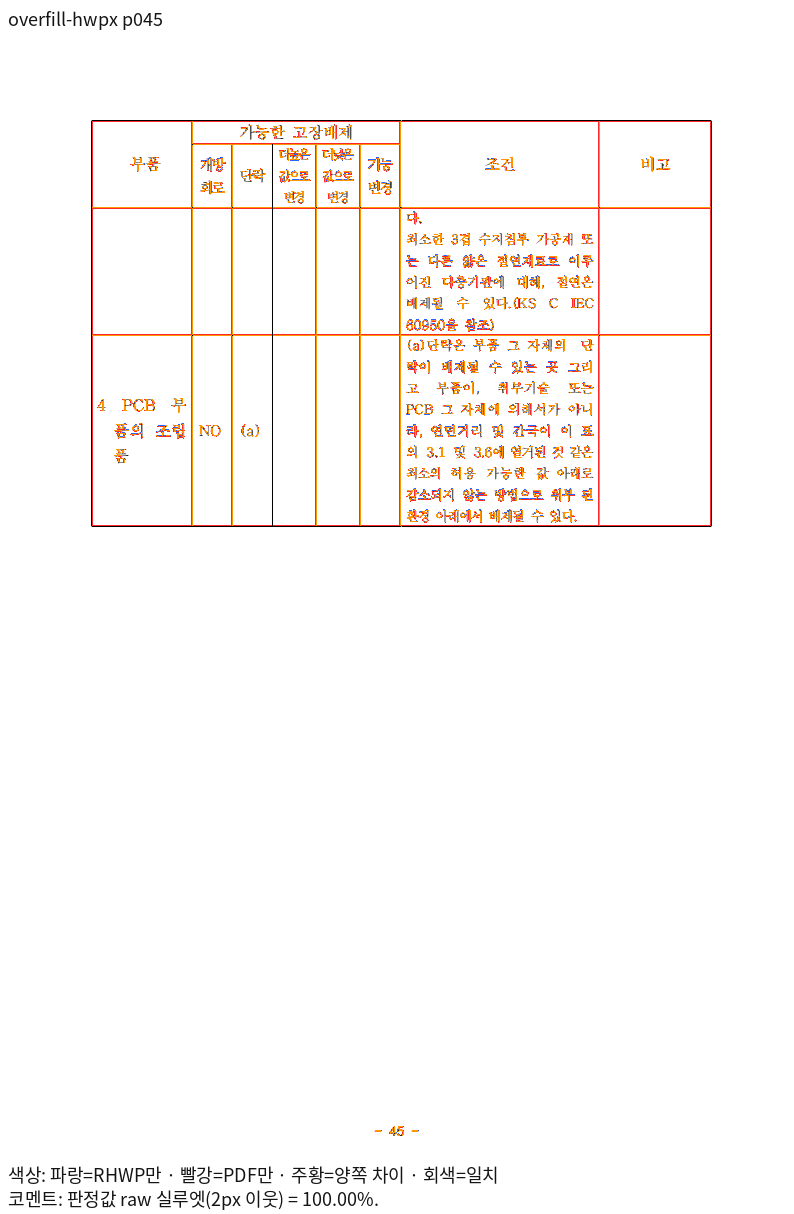 overfill-hwpx p045
부품
가능한 고장배제
조건
비고
개방
회로
단락
더높은
값으로
변경
더낮은
값으로
변경
기능
변경
다.
최소한 3겹 수지침투 가공재 또
는 다른 얇은 절연재료로 이루
어진 다층기판에 대해, 절연은
배제될 수 있다.(KS C IEC
60950을 참조)
4 PCB 부
품의 조립
품
NO
(a)
(a)단락은 부품 그 자체의 단
락이 배제될 수 있는 곳 그리
고 부품이, 취부기술 또는
PCB 그 자체에 의해서가 아니
라, 연면거리 및 간극이 이 표
의 3.1 및 3.6에 열거된 것 같은
최소의 허용 가능한 값 아래로
감소되지 않는 방법으로 취부 된
환경 아래에서 배제될 수 있다.
- 45 -
색상: 파랑=RHWP만 · 빨강=PDF만 · 주황=양쪽 차이 · 회색=일치
코멘트: 판정값 raw 실루엣(2px 이웃) = 100.00%.